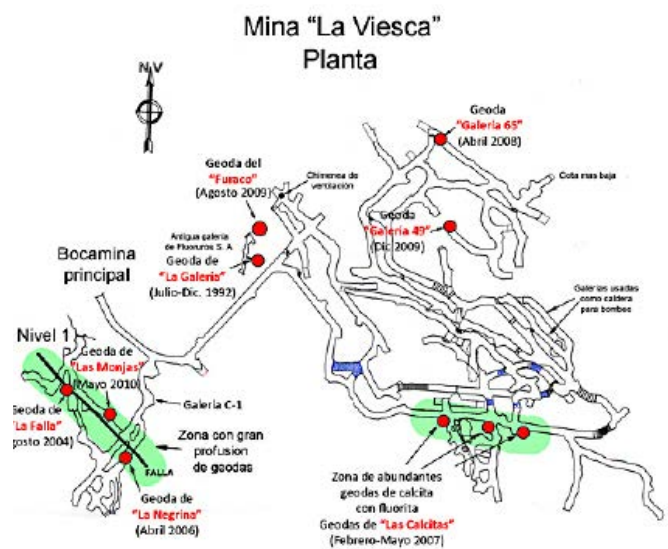 Mina “La Viesca”
Planta
N V
Geoda
“Galería 65”
(Abril 2008)
Geoda del
“Furaco”
(Agosto 2009)
Chimenea de
ventilación
Cota mas baja
Antigua galería
de Fluoruros S. A.
Geoda de
“La Galería”
(Julio-Dic. 1992)
Geoda
“Galería 49”
(Dic 2009)
Bocamina
principal
Galerías usadas
como caldera
para bombeo
Nivel 1
Geoda de
“Las Monjas”
(Mayo 2010)
Geoda de
“La Falla”
gosto 2004)
Galería C-1
Zona con gran
profusion
de geodas
FALLA
Geoda de
“La Negrina”
(Abril 2006)
Zona de abundantes
geodas de calcita
con fluorita
Geodas de “Las Calcitas”
(Febrero-Mayo 2007)